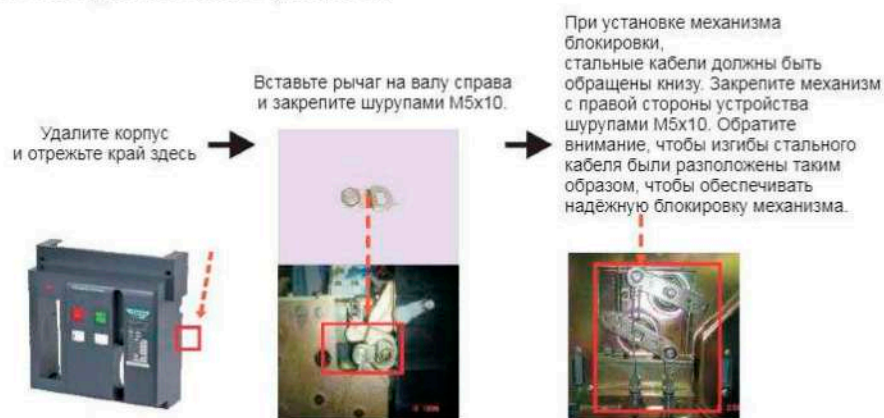 Удалите корпус
и отрежьте край здесь
Вставьте рычаг на валу справа
и закрепите шурупами М5х10.
При установке механизма
блокировки,
стальные кабели должны быть
обращены книзу. Закрепите механизм
с правой стороны устройства
шурупами М5х10. Обратите
внимание, чтобы изгибы стального
кабеля были расположены таким
образом, чтобы обеспечивать
надёжную блокировку механизма.